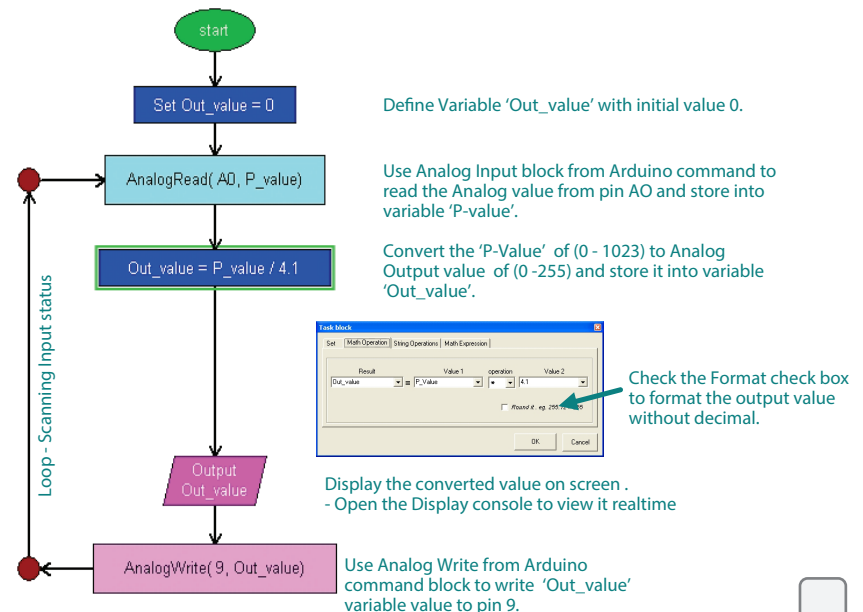 start
Set Out_value = 0
Define Variable ‘Out_value’ with initial value 0.
AnalogRead( A0, P_value)
Use Analog Input block from Arduino command to
read the Analog value from pin AO and store into
variable ‘P-value’.
Out_value = P_value / 4.1
Convert the ‘P-Value’ of (0 - 1023) to Analog
Output value of (0 -255) and store it into variable
‘Out_value’.
Loop - Scanning Input status
Task block
Set Math Operation String Operations Math Expression
Result Value 1 operation Value 2
Out_value = P_Value 4.1
Round it. eg. 255.
OK Cancel
Check the Format check box
to format the output value
without decimal.
Output
Out_value
Display the converted value on screen .
- Open the Display console to view it realtime
AnalogWrite( 9, Out_value)
Use Analog Write from Arduino
command block to write ‘Out_value’
variable value to pin 9.